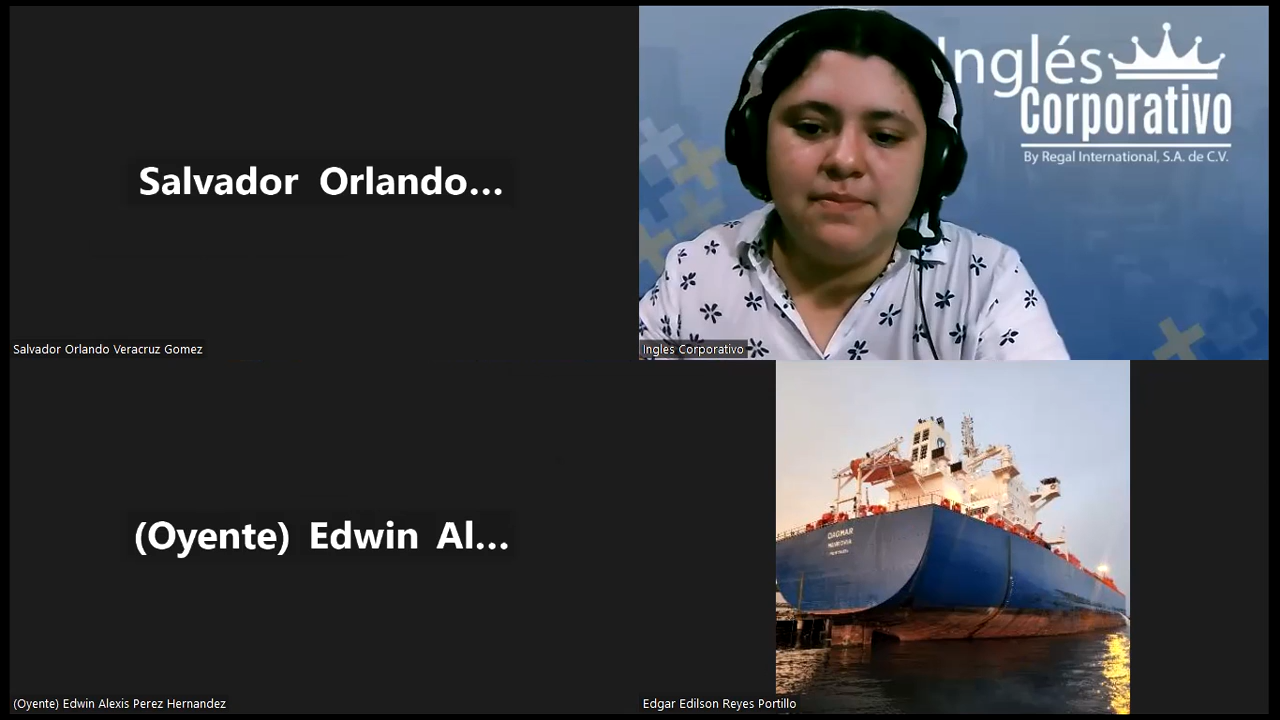 Salvador Orlando...
Salvador Orlando Veracruz Gomez
Inglés
Corporativo
By Regal International, S.A. de C.V.
Ingles Corporativo
(Oyente) Edwin Al...
(Oyente) Edwin Alexis Perez Hernandez
DAGMAR
MONROVIA
Edgar Edilson Reyes Portillo